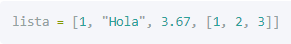 lista = [1, "Hola", 3.67, [1, 2, 3]]